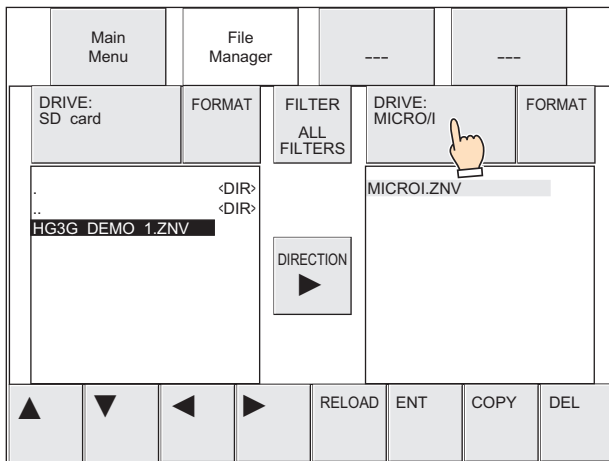 Main
Menu
File
Manager
---
---
DRIVE:
SD card
FORMAT
FILTER
ALL
FILTERS
DRIVE:
MICRO/I
FORMAT
. <DIR>
.. <DIR>
HG3G_DEMO_1.ZNV
MICROI.ZNV
DIRECTION
RELOAD
ENT
COPY
DEL